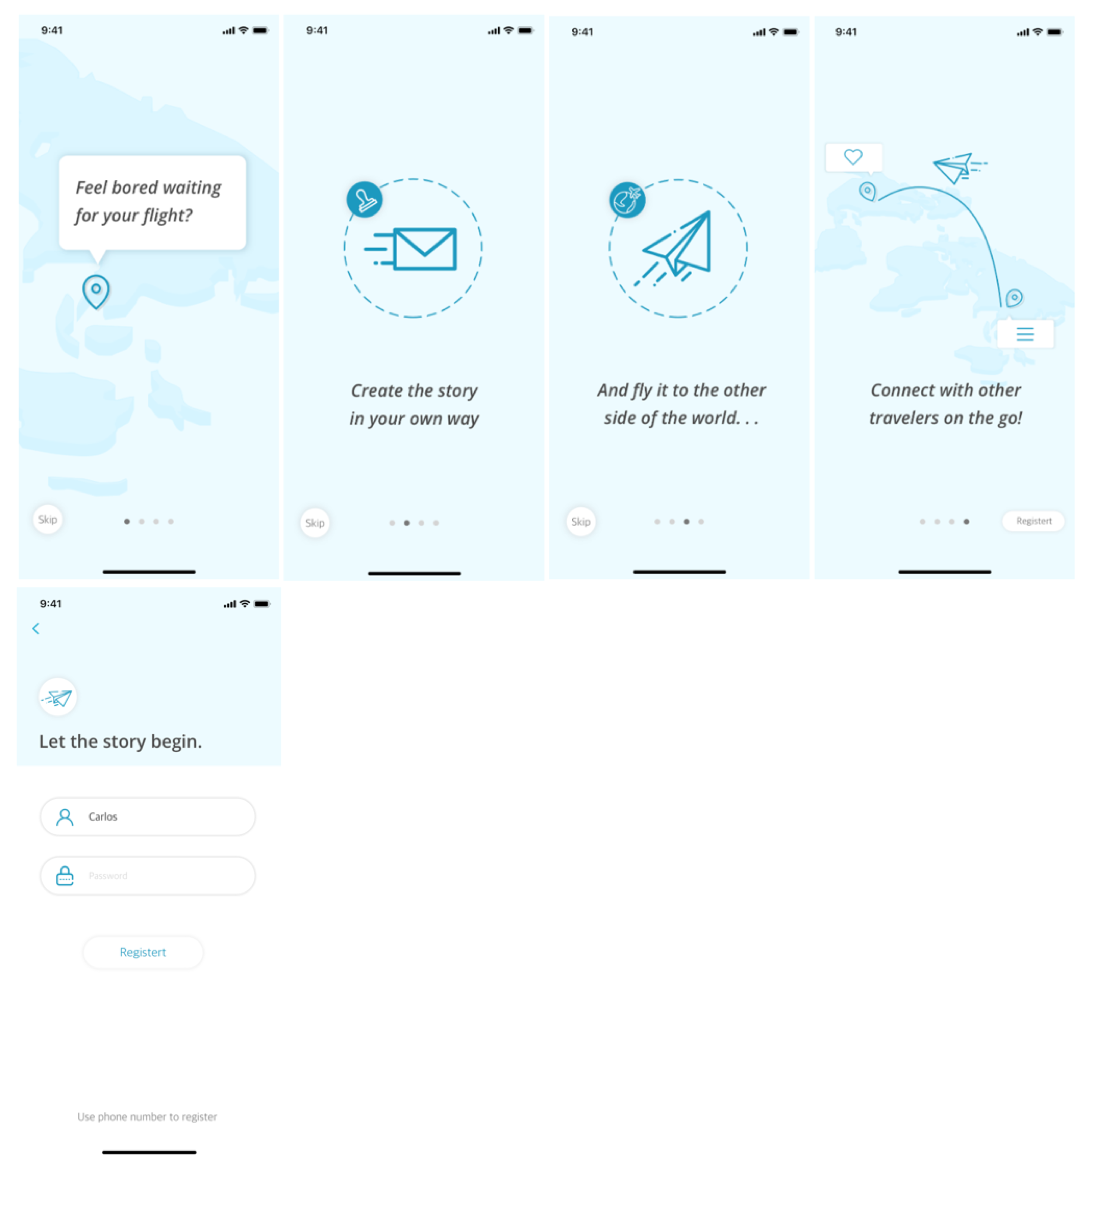 9:41
Feel bored waiting
for your flight?
Skip
9:41
Create the story
in your own way
Skip
9:41
And fly it to the other
side of the world. . .
Skip
9:41
Connect with other
travelers on the go!
Registert
9:41
Let the story begin.
Carlos
Password
Registert
Use phone number to register